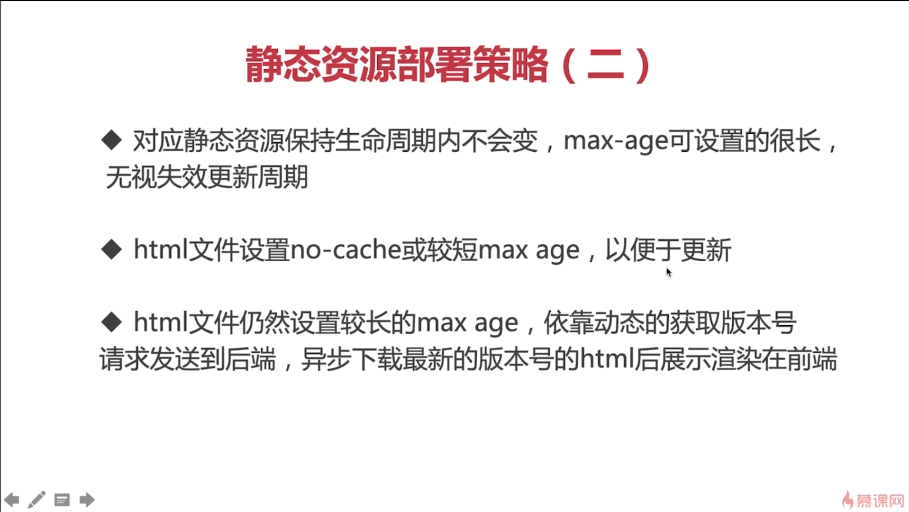 静态资源部署策略（二）
◆ 对应静态资源保持生命周期内不会变，max-age可设置的很长，
无视失效更新周期
◆ html文件设置no-cache或较短max age，以便于更新
◆ html文件仍然设置较长的max age，依靠动态的获取版本号
请求发送到后端，异步下载最新的版本号的html后展示渲染在前端
慕课网